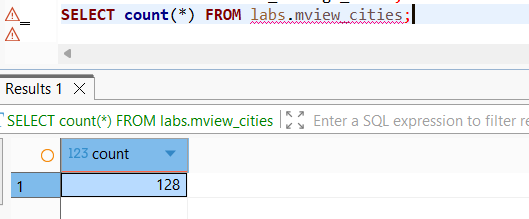 SELECT count(*) FROM labs.mview_cities;
Results 1
SELECT count(*) FROM labs.mview_cities
Enter a SQL expression to filter re
123 count
1
128